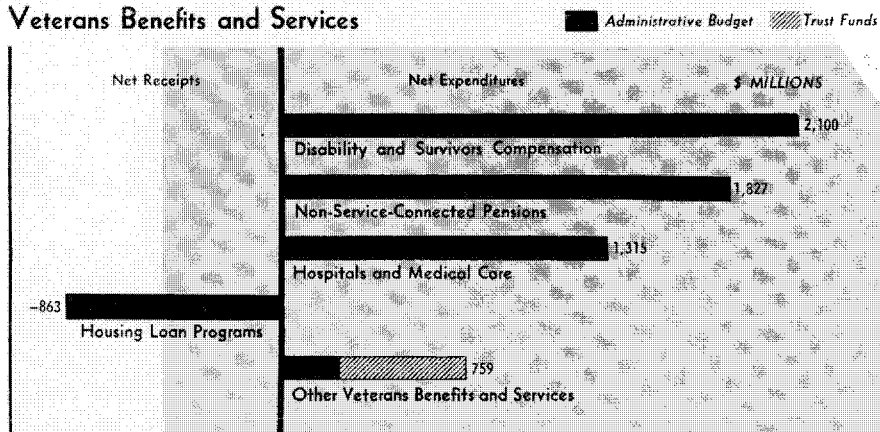 Veterans Benefits and Services
Administrative Budget
Trust Funds
Net Receipts
Net Expenditures
$ MILLIONS
2,100
Disability and Survivors Compensation
1,827
Non-Service-Connected Pensions
1,315
Hospitals and Medical Care
-863
Housing Loan Programs
759
Other Veterans Benefits and Services